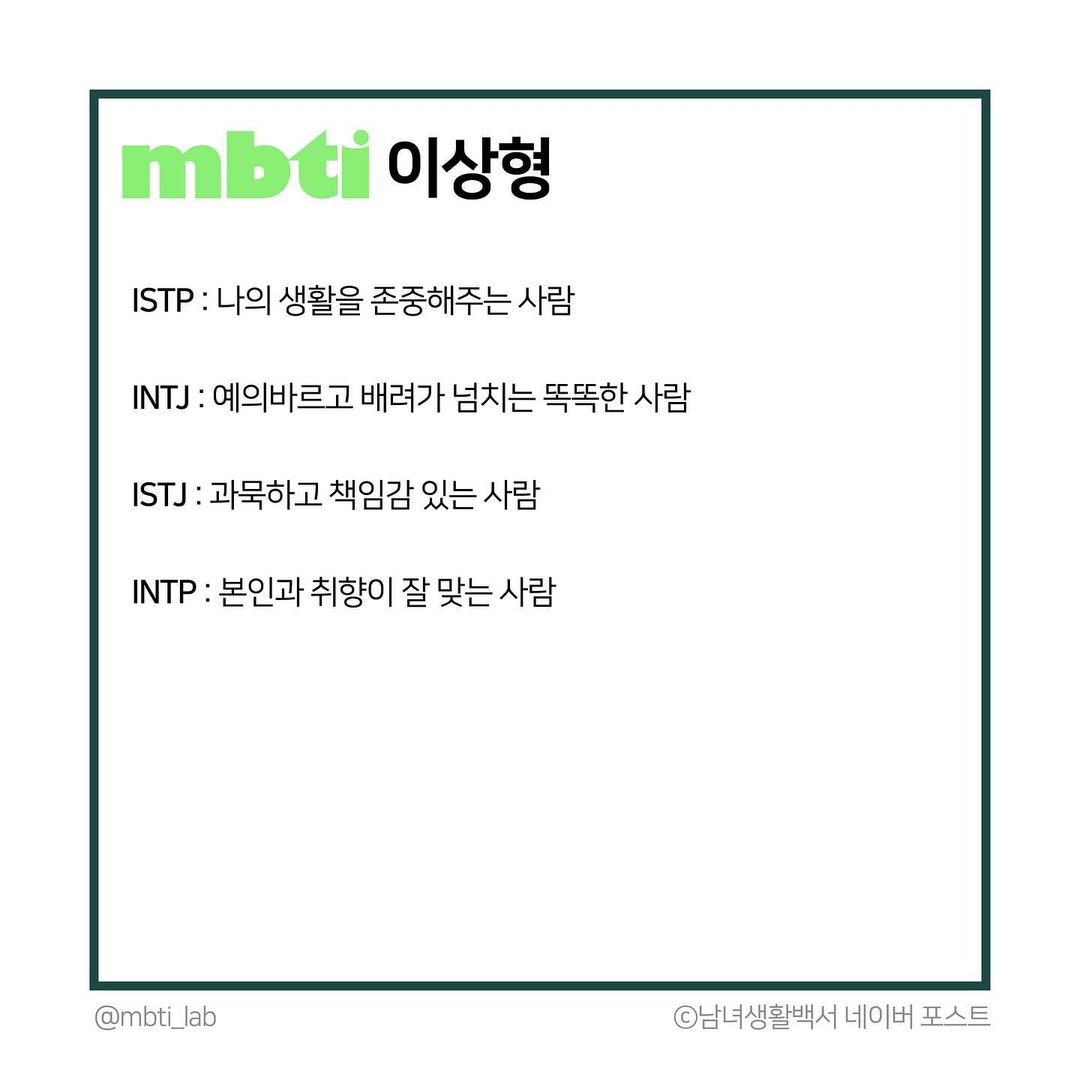 mbti 이상형
ISTP : 나의 생활을 존중해주는 사람
INTJ : 예의바르고 배려가 넘치는 똑똑한 사람
ISTJ : 과묵하고 책임감 있는 사람
INTP : 본인과 취향이 잘 맞는 사람
@mbti_lab
©남녀생활백서 네이버 포스트